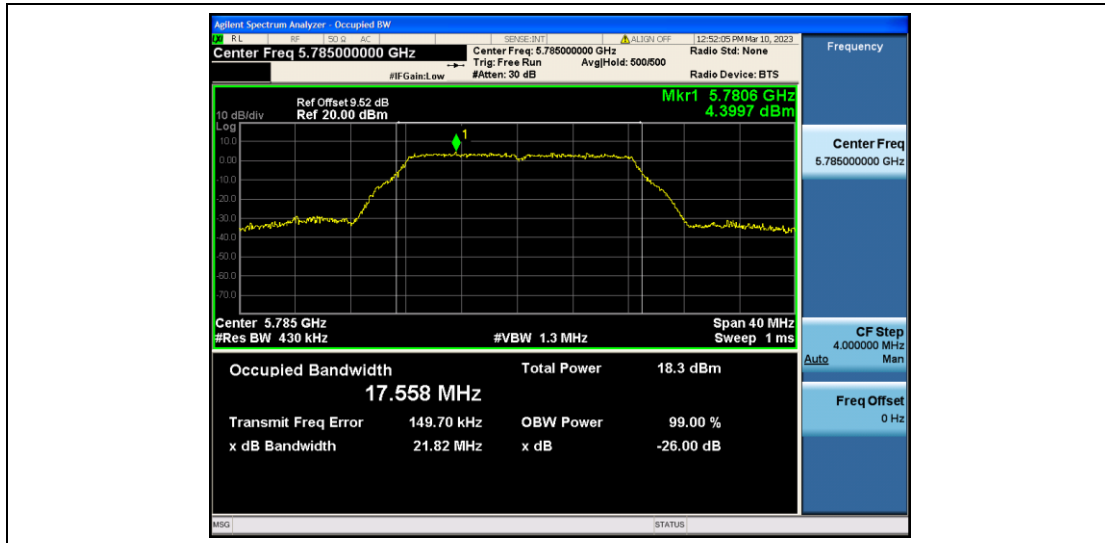 Agilent Spectrum Analyzer - Occupied BW
RL RF 50 Ω AC SENSE:INT ALIGN OFF 12:52:05 PM Mar 10, 2023
Center Freq 5.785000000 GHz Center Freq: 5.785000000 GHz Radio Std: None
Trig: Free Run Avg|Hold: 500/500
#IFGain:Low #Atten: 30 dB Radio Device: BTS
Ref Offset 9.52 dB Mkr1 5.7806 GHz
10 dB/div Ref 20.00 dBm 4.3997 dBm
Log
1
10.0
0.00
-10.0
-20.0
-30.0
-40.0
-50.0
-60.0
-70.0
Center 5.785 GHz Span 40 MHz
#Res BW 430 kHz #VBW 1.3 MHz Sweep 1 ms
Occupied Bandwidth Total Power 18.3 dBm
17.558 MHz
Transmit Freq Error 149.70 kHz OBW Power 99.00 %
x dB Bandwidth 21.82 MHz x dB -26.00 dB
MSG STATUS
Frequency
Center Freq
5.785000000 GHz
CF Step
4.000000 MHz
Auto Man
Freq Offset
0 Hz